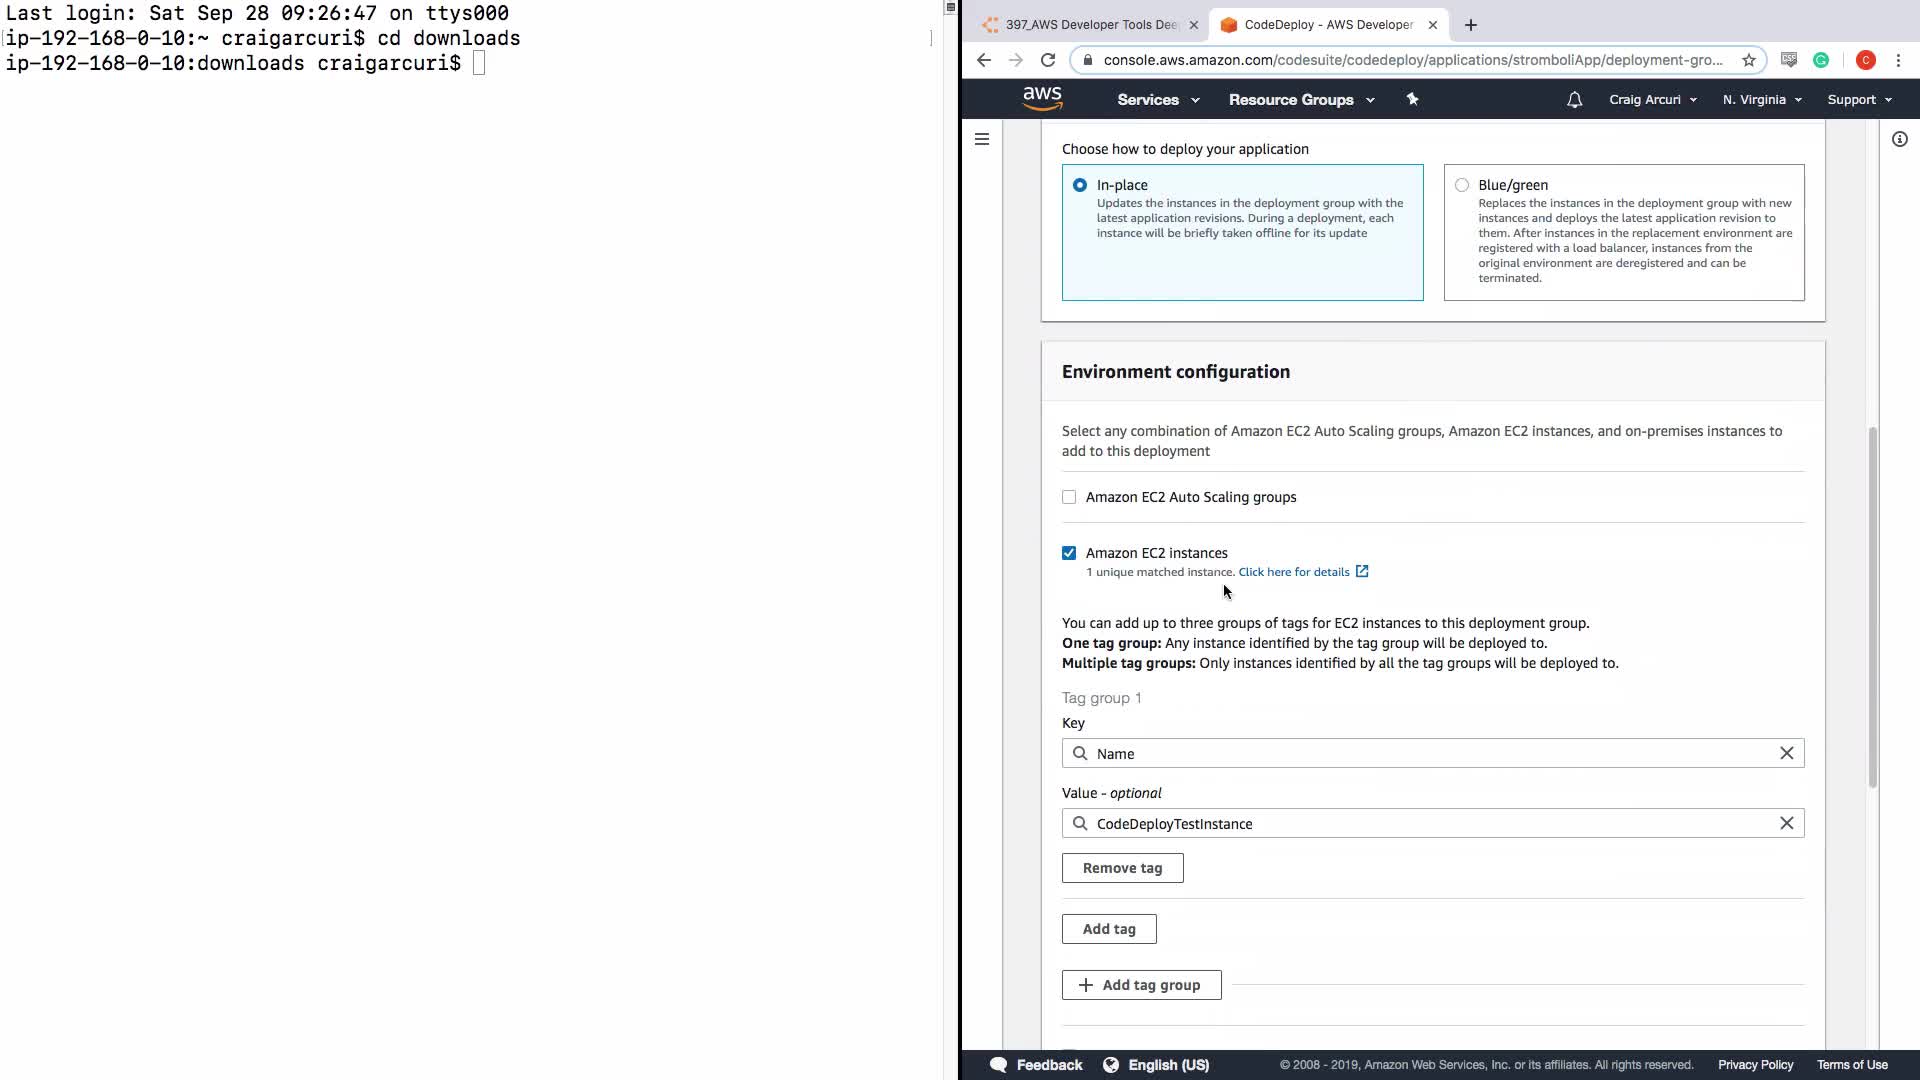 Last login: Sat Sep 28 09:26:47 on ttys000
ip-192-168-0-10:~ craigarcuri$ cd downloads
ip-192-168-0-10:downloads craigarcuri$
397_AWS Developer Tools Dee
CodeDeploy - AWS Developer
console.aws.amazon.com/codesuite/codedeploy/applications/stromboliApp/deployment-gro...
C
aws
Services
Resource Groups
Craig Arcuri
N. Virginia
Support
Choose how to deploy your application
In-place
Updates the instances in the deployment group with the
latest application revisions. During a deployment, each
instance will be briefly taken offline for its update
Blue/green
Replaces the instances in the deployment group with new
instances and deploys the latest application revision to
them. After instances in the replacement environment are
registered with a load balancer, instances from the
original environment are deregistered and can be
terminated.
Environment configuration
Select any combination of Amazon EC2 Auto Scaling groups, Amazon EC2 instances, and on-premises instances to
add to this deployment
Amazon EC2 Auto Scaling groups
Amazon EC2 instances
1 unique matched instance. Click here for details
You can add up to three groups of tags for EC2 instances to this deployment group.
One tag group: Any instance identified by the tag group will be deployed to.
Multiple tag groups: Only instances identified by all the tag groups will be deployed to.
Tag group 1
Key
Name
Value - optional
CodeDeployTestInstance
Remove tag
Add tag
Add tag group
Feedback
English (US)
© 2008 - 2019, Amazon Web Services, Inc. or its affiliates. All rights reserved.
Privacy Policy
Terms of Use